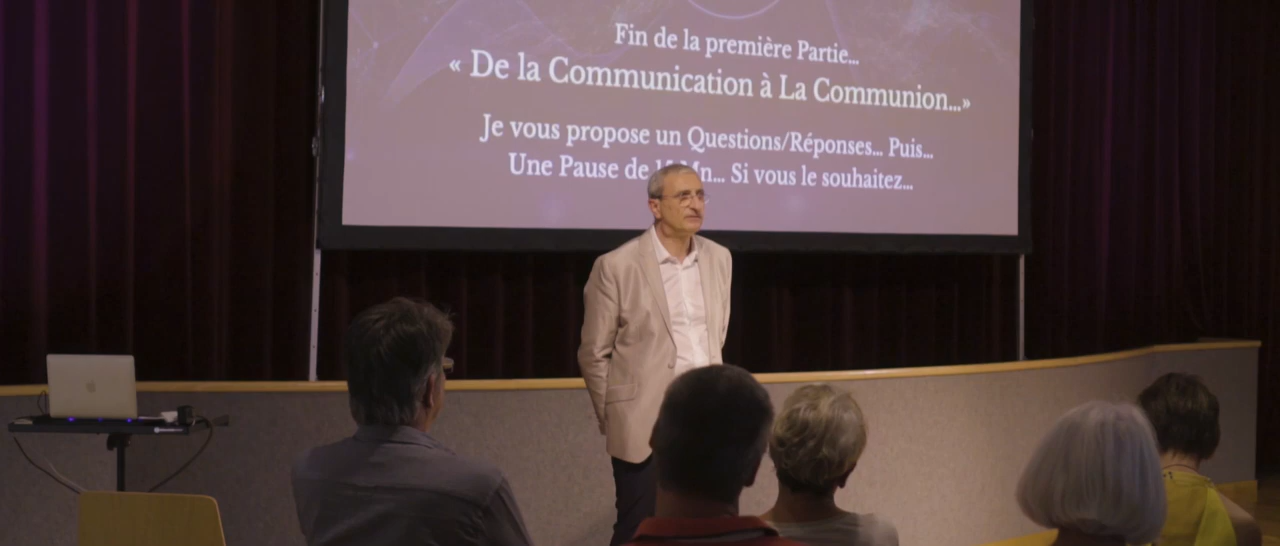 Fin de la première Partie...
« De la Communication à La Communion...»
Je vous propose un Questions/Réponses... Puis...
Une Pause de Mn... Si vous le souhaitez...